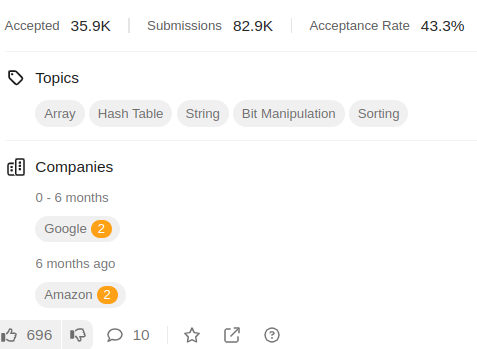 Accepted 35.9K Submissions 82.9K Acceptance Rate 43.3%
Topics
Array Hash Table String Bit Manipulation Sorting
Companies
0 - 6 months
Google 2
6 months ago
Amazon 2
696 10